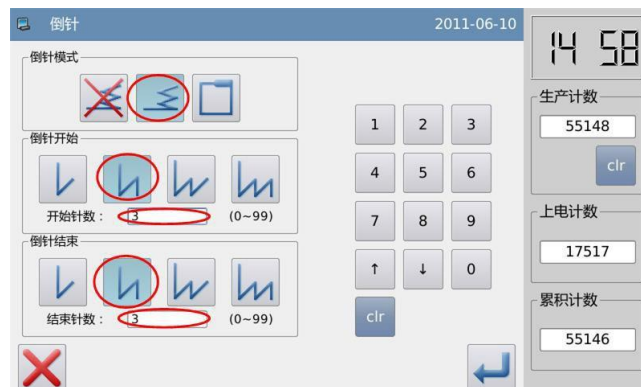 倒针 2011-06-10
14 58
倒针模式
生产计数
55148
clr
倒针开始
开始针数： 3 (0~99)
1 2 3
4 5 6
7 8 9
↑ ↓ 0
clr
上电计数
17517
倒针结束
结束针数： 3 (0~99)
累积计数
55146